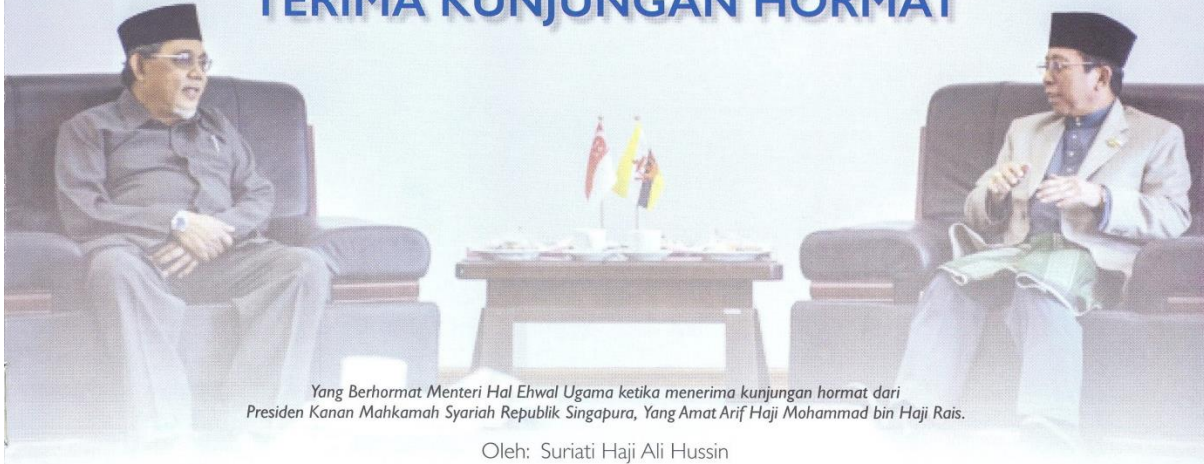 TERIMA KUNJUNGAN HORMAT
Yang Berhormat Menteri Hal Ehwal Ugama ketika menerima kunjungan hormat dari
Presiden Kanan Mahkamah Syariah Republik Singapura, Yang Amat Arif Haji Mohammad bin Haji Rais.
Oleh: Suriati Haji Ali Hussin